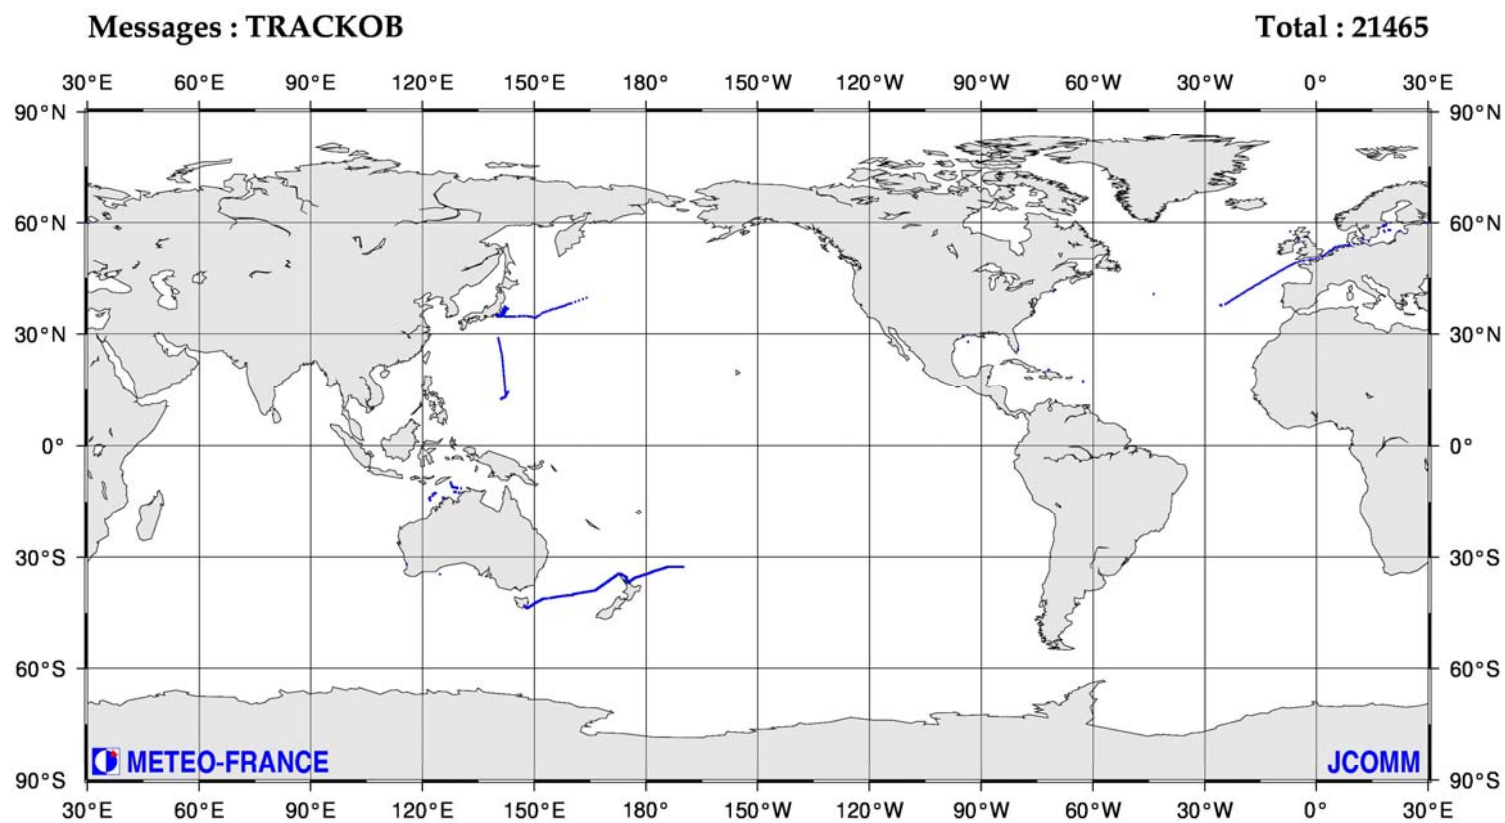 Messages : TRACKOB Total : 21465
30°E 60°E 90°E 120°E 150°E 180° 150°W 120°W 90°W 60°W 30°W 0° 30°E
90°N 90°N
60°N 60°N
30°N 30°N
0° 0°
30°S 30°S
60°S 60°S
METEO-FRANCE JCOMM
90°S 90°S
30°E 60°E 90°E 120°E 150°E 180° 150°W 120°W 90°W 60°W 30°W 0° 30°E